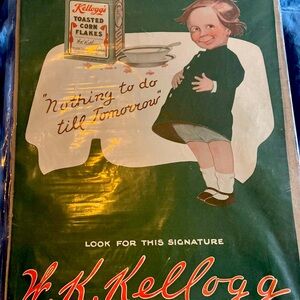 Kellogg's
TOASTED
CORN
FLAKES
"Nothing to do
till Tomorrow"
LOOK FOR THIS SIGNATURE
W. K. Kellogg